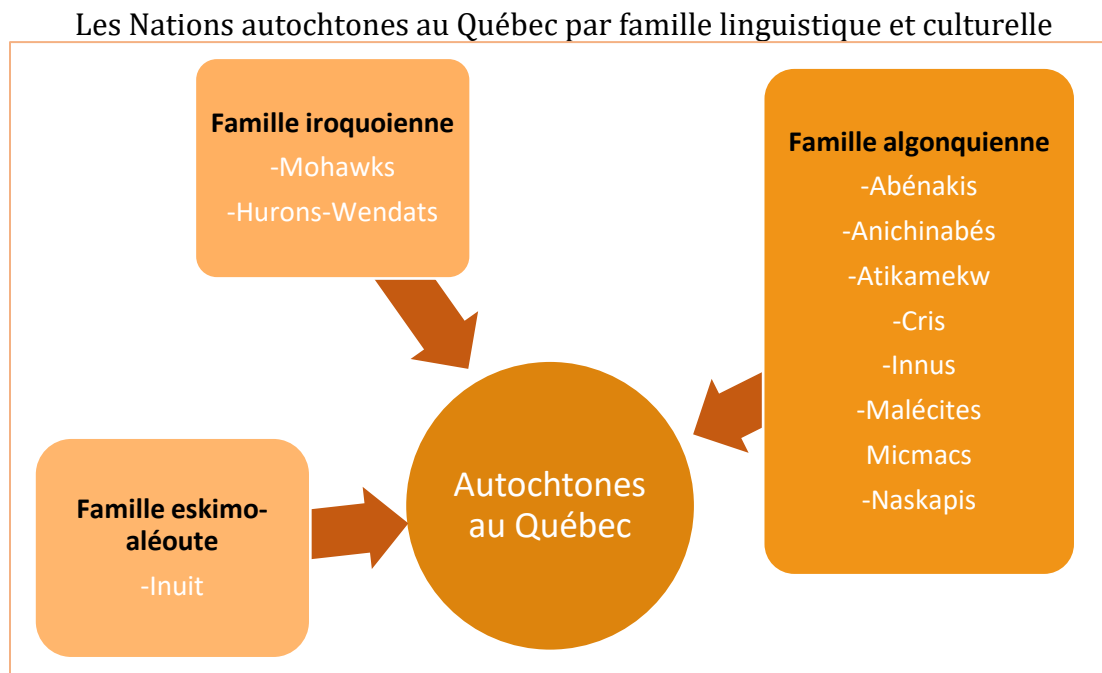 Les Nations autochtones au Québec par famille linguistique et culturelle
Famille iroquoienne
-Mohawks
-Hurons-Wendats
Famille algonquienne
-Abénakis
-Anichinabés
-Atikamekw
-Cris
-Innus
-Malécites
Micmacs
-Naskapis
Famille eskimo-
aléoute
-Inuit
Autochtones
au Québec